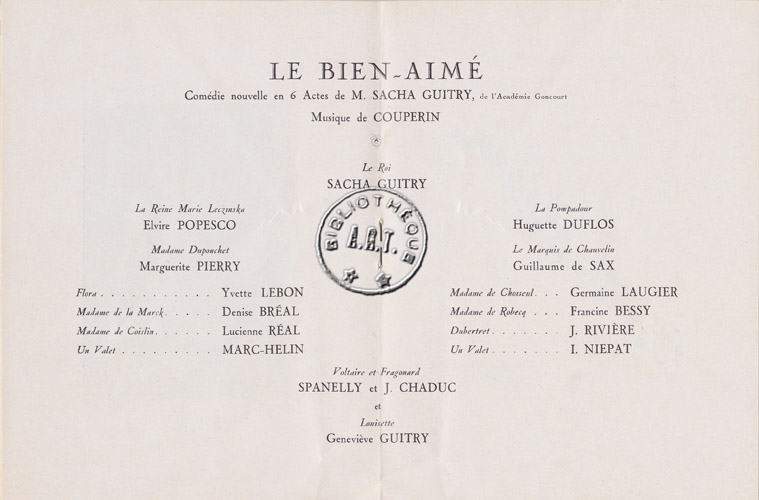 LE BIEN-AIMÉ
Comédie nouvelle en 6 Actes de M. SACHA GUITRY, de l'Académie Goncourt
Musique de COUPERIN
Le Roi
SACHA GUITRY
La Reine Marie Leczinska
Elvire POPESCO
La Pompadour
Huguette DUFLOS
Madame Duponchet
Marguerite PIERRY
Le Marquis de Chauvelin
Guillaume de SAX
BIBLIOTHÈQUE
A.R.T.
Flora . . . . . . . . . . . Yvette LEBON
Madame de la Marck . . . . . Denise BRÉAL
Madame de Coislin . . . . . . Lucienne RÉAL
Un Valet . . . . . . . . . MARC-HELIN
Madame de Choiseul . . . Germaine LAUGIER
Madame de Robecq . . . Francine BESSY
Dubertret . . . . . . . J. RIVIÈRE
Un Valet . . . . . . . I. NIEPAT
Voltaire et Fragonard
SPANELLY et J. CHADUC
et
Louisette
Geneviève GUITRY